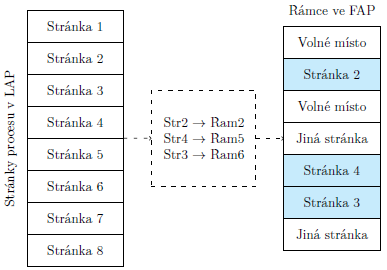 Stránky procesu v LAP
Stránka 1
Stránka 2
Stránka 3
Stránka 4
Stránka 5
Stránka 6
Stránka 7
Stránka 8
Str2 → Ram2
Str4 → Ram5
Str3 → Ram6
Rámce ve FAP
Volné místo
Stránka 2
Volné místo
Jiná stránka
Stránka 4
Stránka 3
Jiná stránka